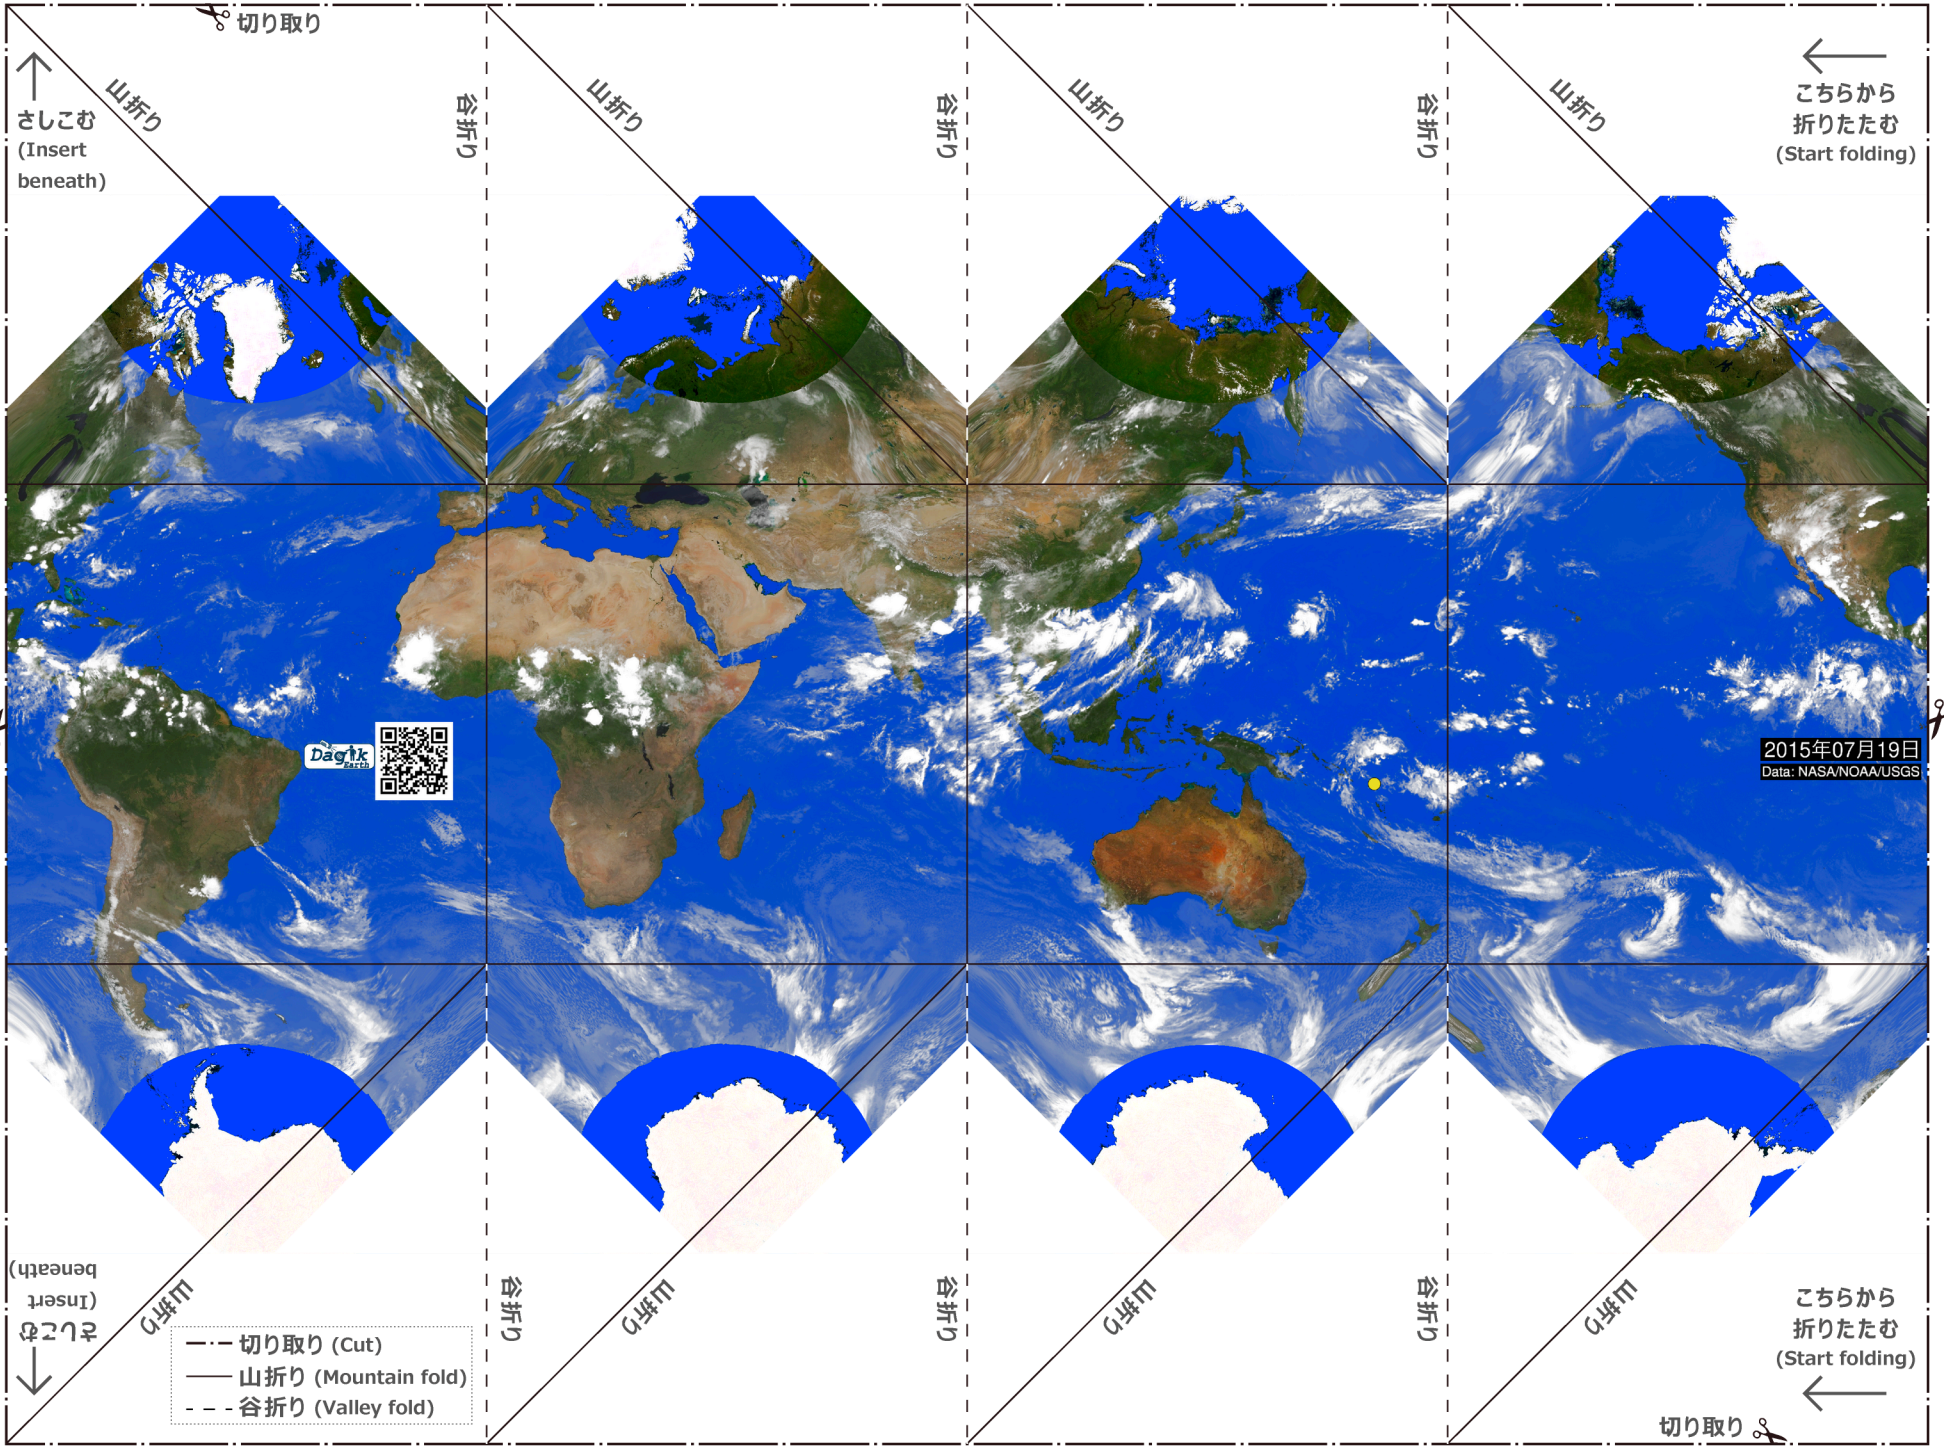 切り取り
山折り
谷折り
山折り
谷折り
山折り
谷折り
山折り
さしこむ
(Insert
beneath)
こちらから
折りたたむ
(Start folding)
Dagik
Earth
2015年07月19日
Data: NASA/NOAA/USGS
さしこむ
(Insert
beneath)
山折り
谷折り
山折り
谷折り
山折り
谷折り
山折り
こちらから
折りたたむ
(Start folding)
切り取り (Cut)
山折り (Mountain fold)
谷折り (Valley fold)
切り取り